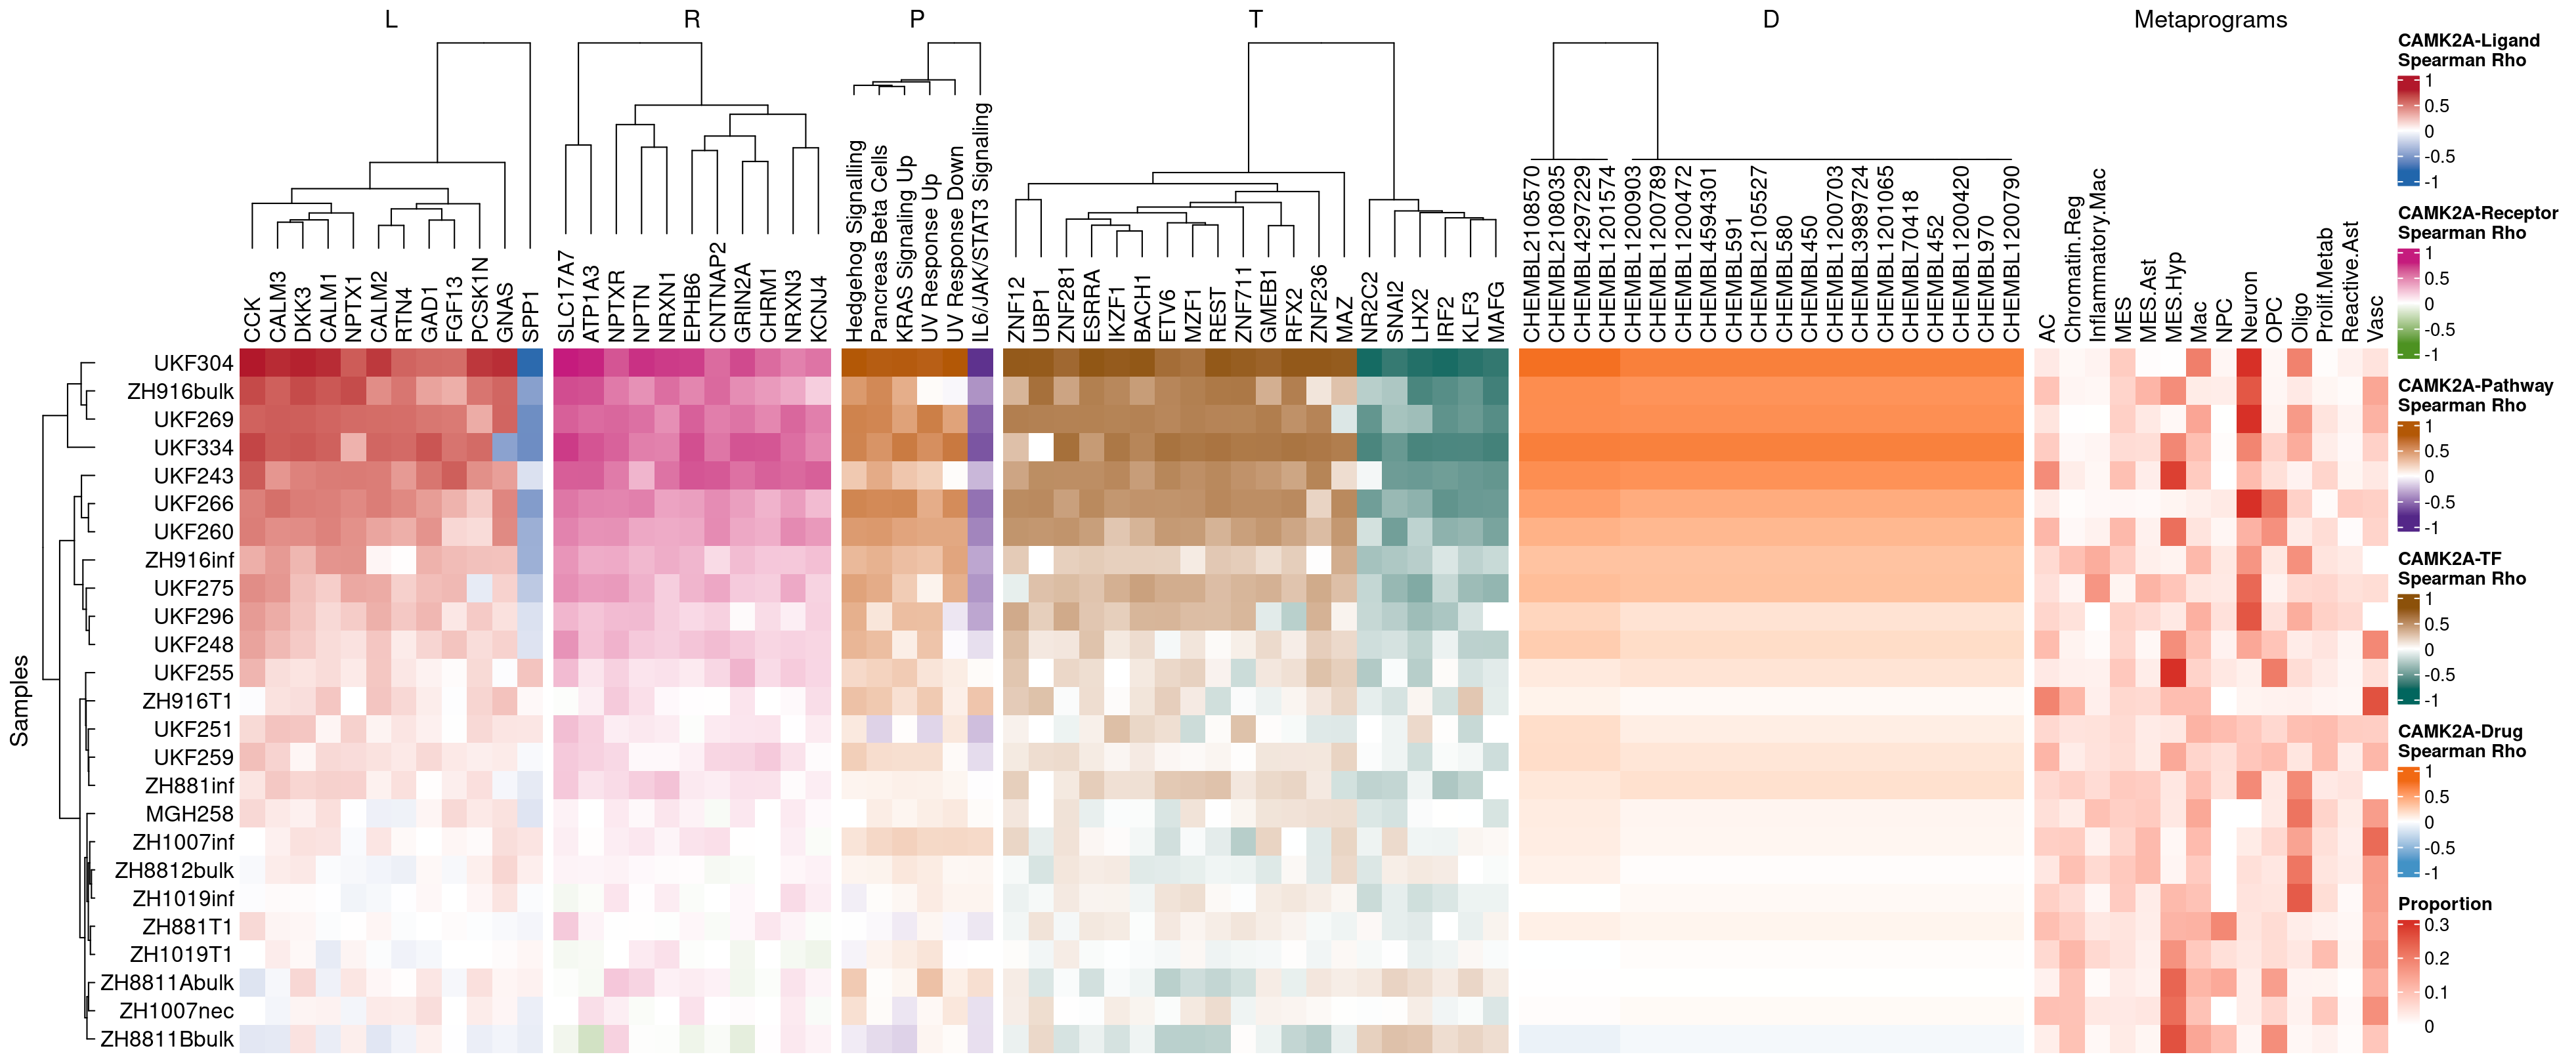 L
R
P
T
D
Metaprograms
CCK
CALM3
DKK3
CALM1
NPTX1
CALM2
RTN4
GAD1
FGF13
PCSK1N
GNAS
SPP1
SLC17A7
ATP1A3
NPTXR
NPTN
NRXN1
EPHB6
CNTNAP2
GRIN2A
CHRM1
NRXN3
KCNJ4
Hedgehog Signalling
Pancreas Beta Cells
KRAS Signaling Up
UV Response Up
UV Response Down
IL6/JAK/STAT3 Signaling
ZNF12
UBP1
ZNF281
ESRRA
IKZF1
BACH1
ETV6
MZF1
REST
ZNF711
GMEB1
RFX2
ZNF236
MAZ
NR2C2
SNAI2
LHX2
IRF2
KLF3
MAFG
CHEMBL2108570
CHEMBL2108035
CHEMBL4297229
CHEMBL1201574
CHEMBL1200903
CHEMBL1200789
CHEMBL1200472
CHEMBL4594301
CHEMBL591
CHEMBL2105527
CHEMBL580
CHEMBL450
CHEMBL1200703
CHEMBL3989724
CHEMBL1201065
CHEMBL70418
CHEMBL452
CHEMBL1200420
CHEMBL970
CHEMBL1200790
AC
Chromatin.Reg
Inflammatory.Mac
MES
MES.Ast
MES.Hyp
Mac
NPC
Neuron
OPC
Oligo
Prolif.Metab
Reactive.Ast
Vasc
Samples
UKF304
ZH916bulk
UKF269
UKF334
UKF243
UKF266
UKF260
ZH916inf
UKF275
UKF296
UKF248
UKF255
ZH916T1
UKF251
UKF259
ZH881inf
MGH258
ZH1007inf
ZH8812bulk
ZH1019inf
ZH881T1
ZH1019T1
ZH8811Abulk
ZH1007nec
ZH8811Bbulk
CAMK2A-Ligand
Spearman Rho
1
0.5
0
-0.5
-1
CAMK2A-Receptor
Spearman Rho
1
0.5
0
-0.5
-1
CAMK2A-Pathway
Spearman Rho
1
0.5
0
-0.5
-1
CAMK2A-TF
Spearman Rho
1
0.5
0
-0.5
-1
CAMK2A-Drug
Spearman Rho
1
0.5
0
-0.5
-1
Proportion
0.3
0.2
0.1
0